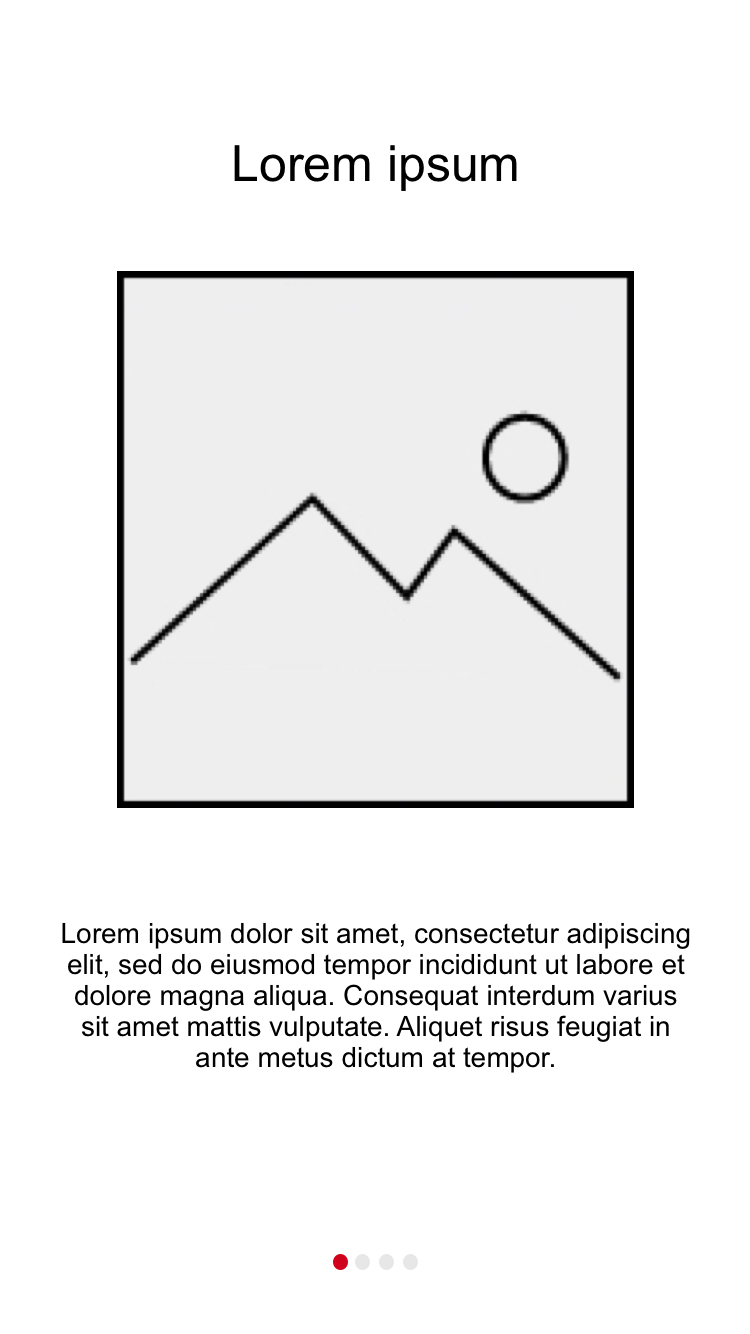 Lorem ipsum
Lorem ipsum dolor sit amet, consectetur adipiscing
elit, sed do eiusmod tempor incididunt ut labore et
dolore magna aliqua. Consequat interdum varius
sit amet mattis vulputate. Aliquet risus feugiat in
ante metus dictum at tempor.